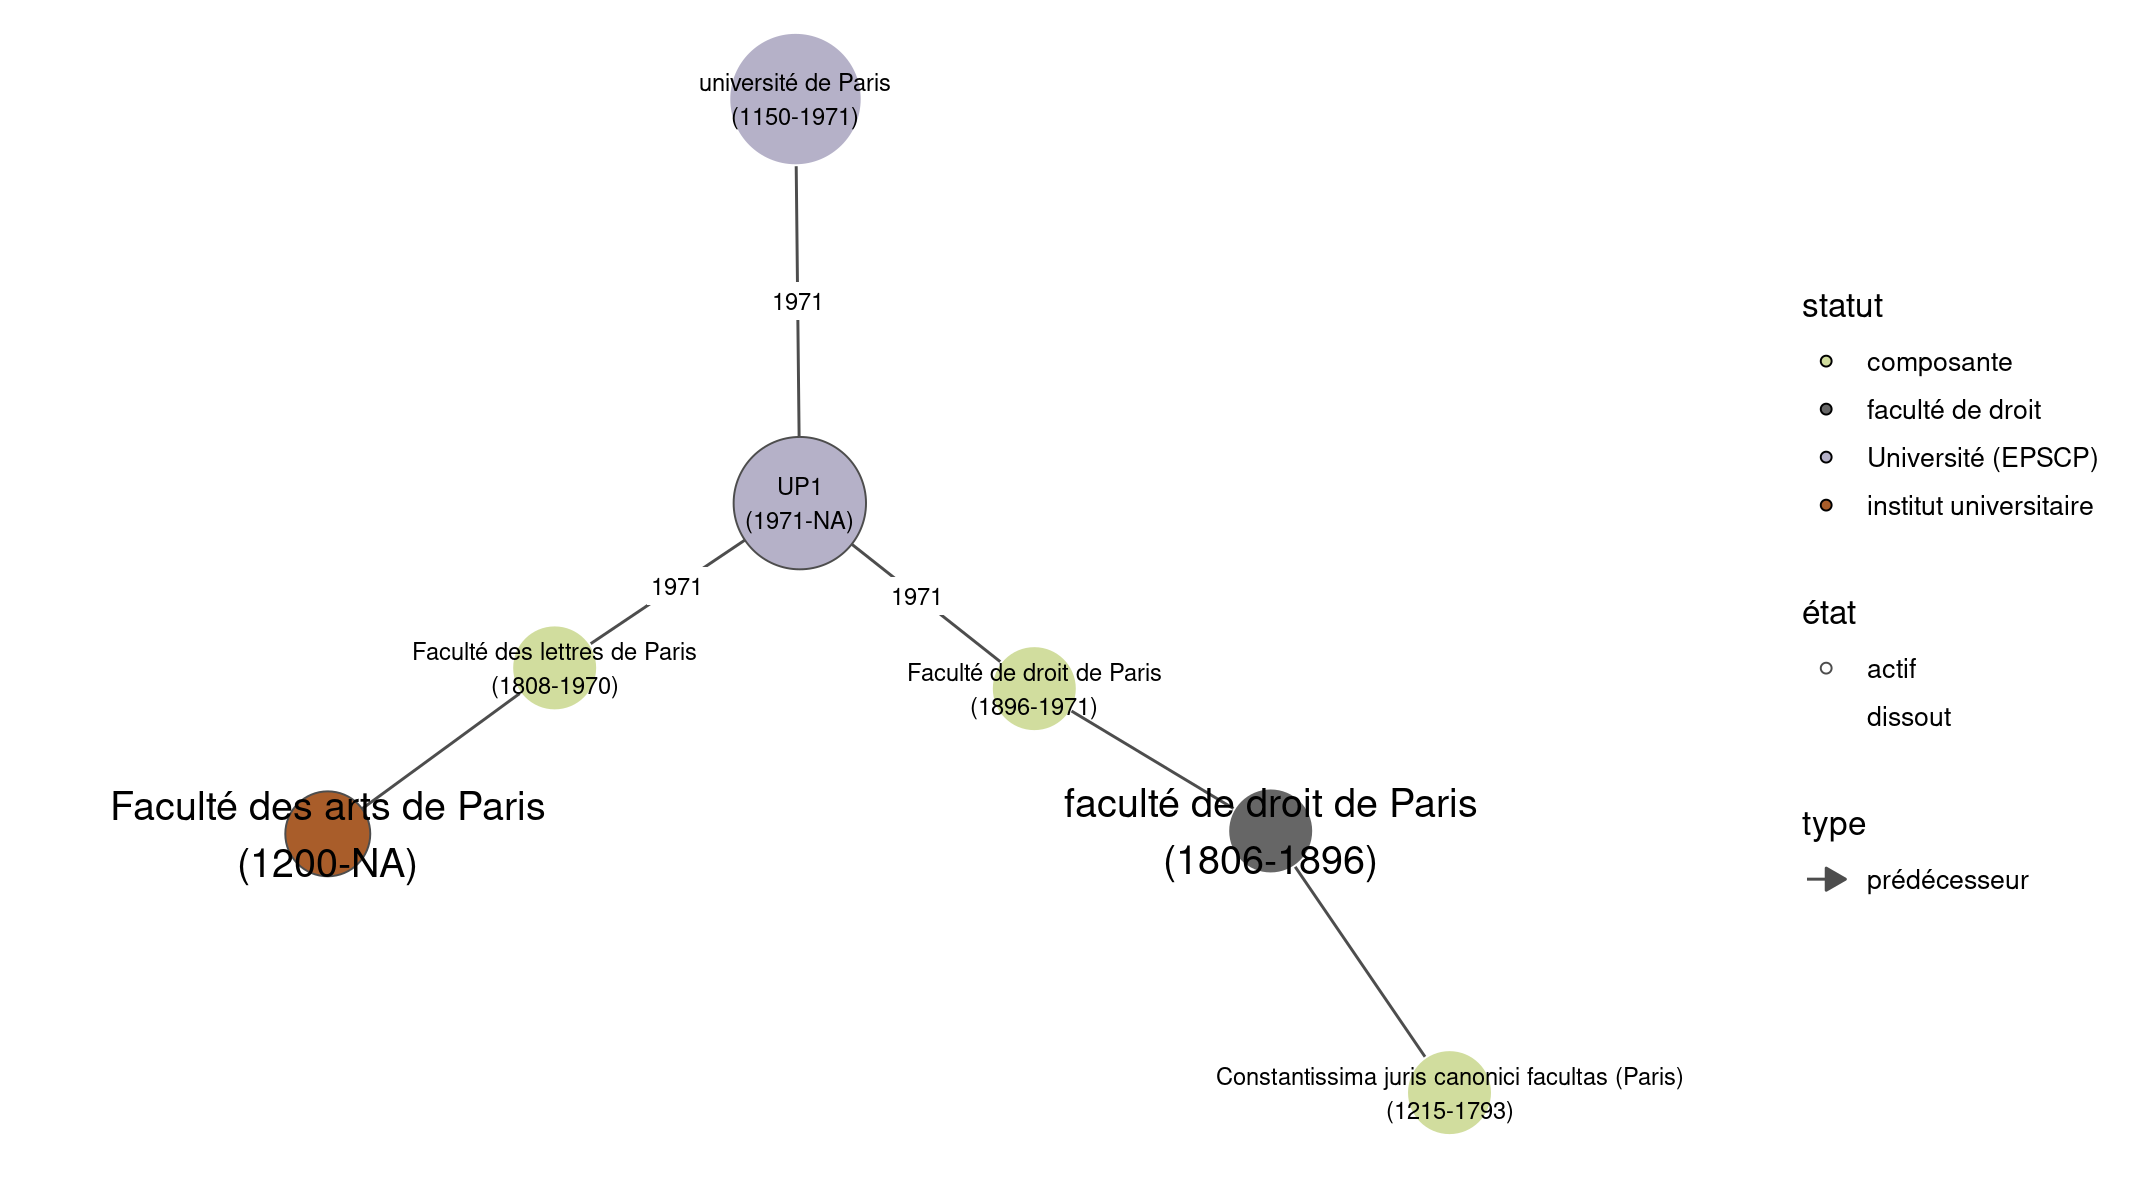 université de Paris
(1150-1971)
1971
UP1
(1971-NA)
1971
1971
Faculté des lettres de Paris
(1808-1970)
Faculté de droit de Paris
(1896-1971)
Faculté des arts de Paris
(1200-NA)
faculté de droit de Paris
(1806-1896)
Constantissima juris canonici facultas (Paris)
(1215-1793)
statut
composante
faculté de droit
Université (EPSCP)
institut universitaire
état
actif
dissout
type
prédécesseur